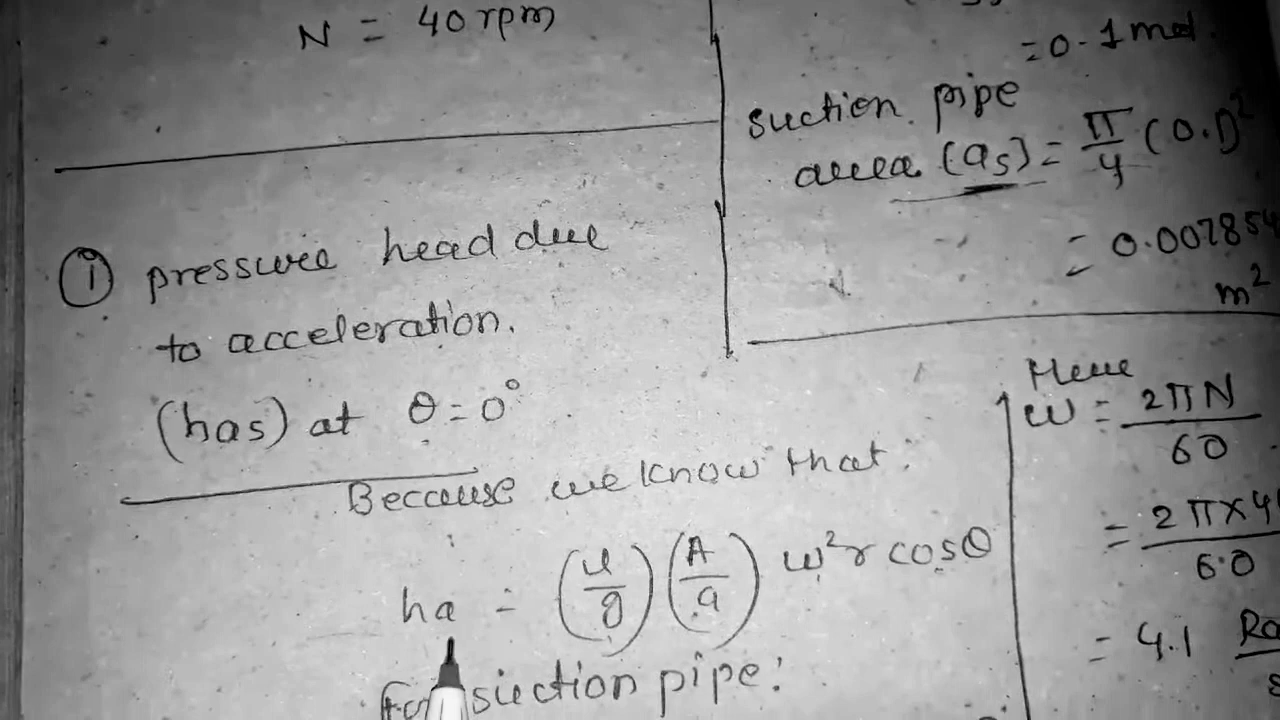 N = 40 rpm
= 0.1 med.
suction pipe
area (as) = π/4 (0.1)²
= 0.007854
m²
① pressure head due
to acceleration.
(has) at θ = 0°
Because we know that:
ha = (l/g) (A/a) ω²r cosθ
For suction pipe:
Here
ω = 2πN/60
= 2π×4/60
= 4.1 Ra